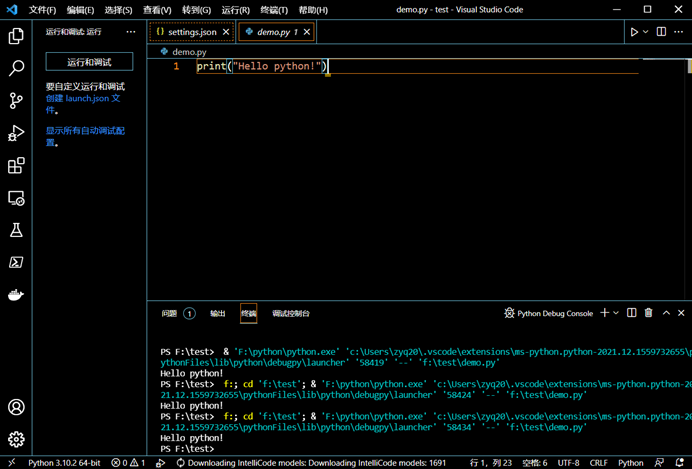 文件(F) 编辑(E) 选择(S) 查看(V) 转到(G) 运行(R) 终端(T) 帮助(H) demo.py - test - Visual Studio Code
运行和调试: 运行 ···
运行和调试
要自定义运行和调试
创建 launch.json 文
件。
显示所有自动调试配
置。
{} settings.json demo.py 1
demo.py
1 print("Hello python!")
问题 1 输出 终端 调试控制台 Python Debug Console
PS F:\test> & 'F:\python\python.exe' 'c:\Users\zyq20\.vscode\extensions\ms-python.python-2021.12.1559732655\p
ythonFiles\lib\python\debugpy\launcher' '58419' '--' 'f:\test\demo.py'
Hello python!
PS F:\test> f:; cd 'f:\test'; & 'F:\python\python.exe' 'c:\Users\zyq20\.vscode\extensions\ms-python.python-20
21.12.1559732655\pythonFiles\lib\python\debugpy\launcher' '58424' '--' 'f:\test\demo.py'
Hello python!
PS F:\test> f:; cd 'f:\test'; & 'F:\python\python.exe' 'c:\Users\zyq20\.vscode\extensions\ms-python.python-20
21.12.1559732655\pythonFiles\lib\python\debugpy\launcher' '58434' '--' 'f:\test\demo.py'
Hello python!
PS F:\test>
Python 3.10.2 64-bit 0 1 Downloading IntelliCode models: Downloading IntelliCode models: 1691 行 1，列 23 空格: 6 UTF-8 CRLF Python